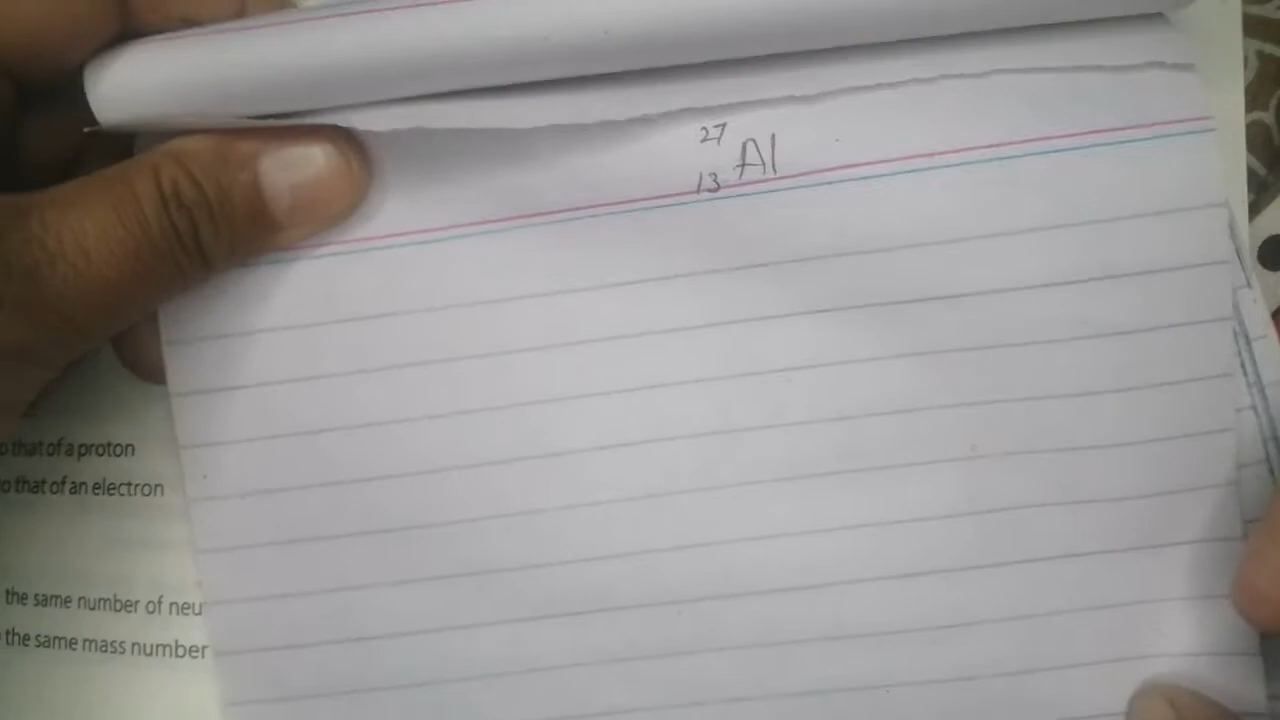 27
13 Al
o that of a proton
o that of an electron
the same number of neu
the same mass number